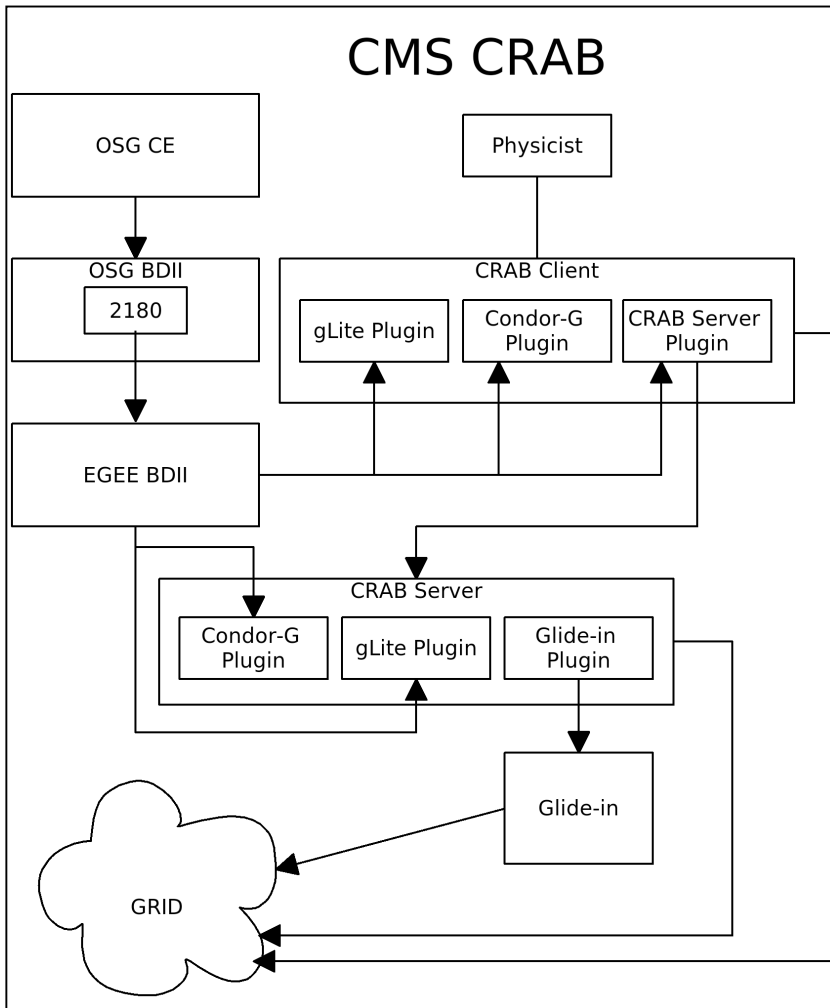 CMS CRAB
OSG CE
Physicist
OSG BDII
2180
CRAB Client
gLite Plugin
Condor-G
Plugin
CRAB Server
Plugin
EGEE BDII
CRAB Server
Condor-G
Plugin
gLite Plugin
Glide-in
Plugin
Glide-in
GRID